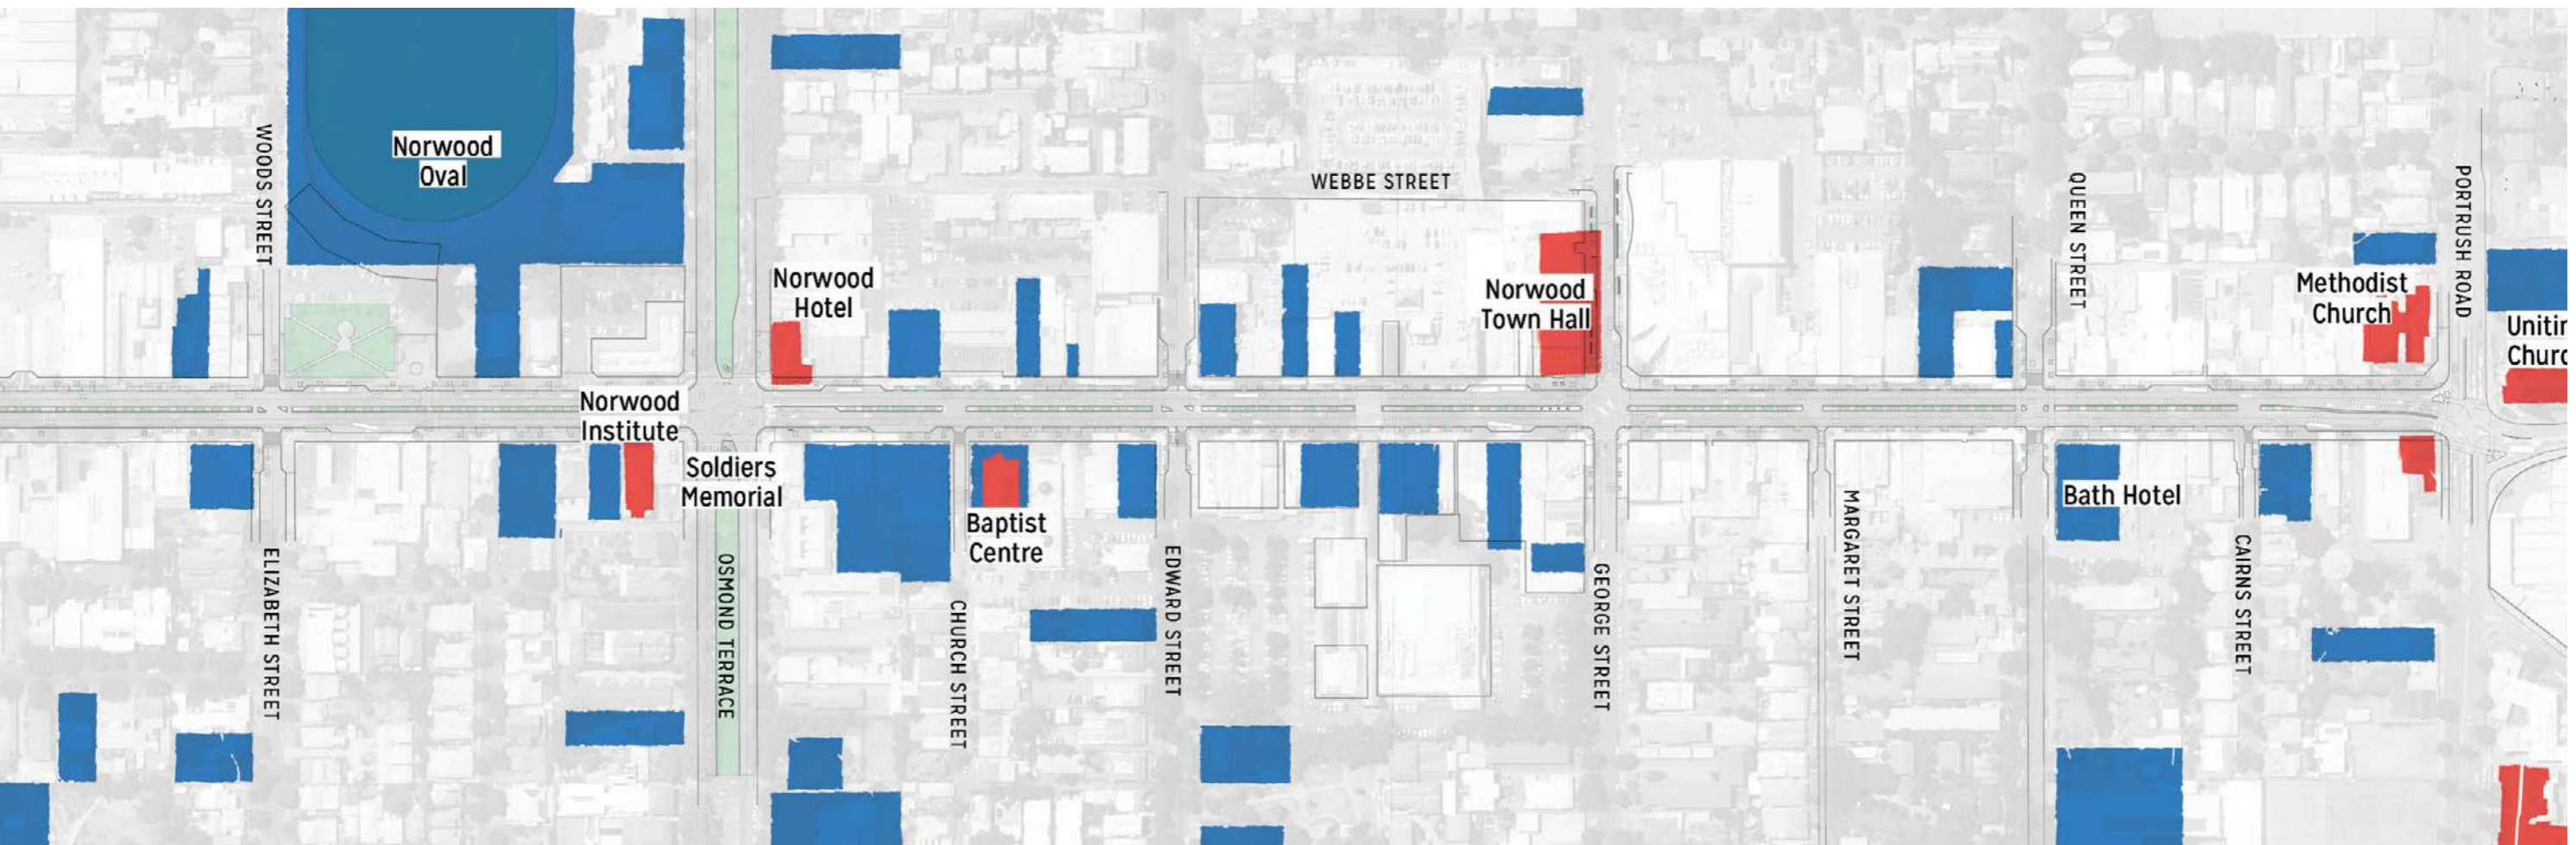 WOODS STREET
Norwood
Oval
WEBBE STREET
QUEEN STREET
PORTRUSH ROAD
Norwood
Hotel
Norwood
Town Hall
Methodist
Church
Unitin
Churc
Norwood
Institute
Soldiers
Memorial
Baptist
Centre
Bath Hotel
ELIZABETH STREET
OSMOND TERRACE
CHURCH STREET
EDWARD STREET
GEORGE STREET
MARGARET STREET
CAIRNS STREET